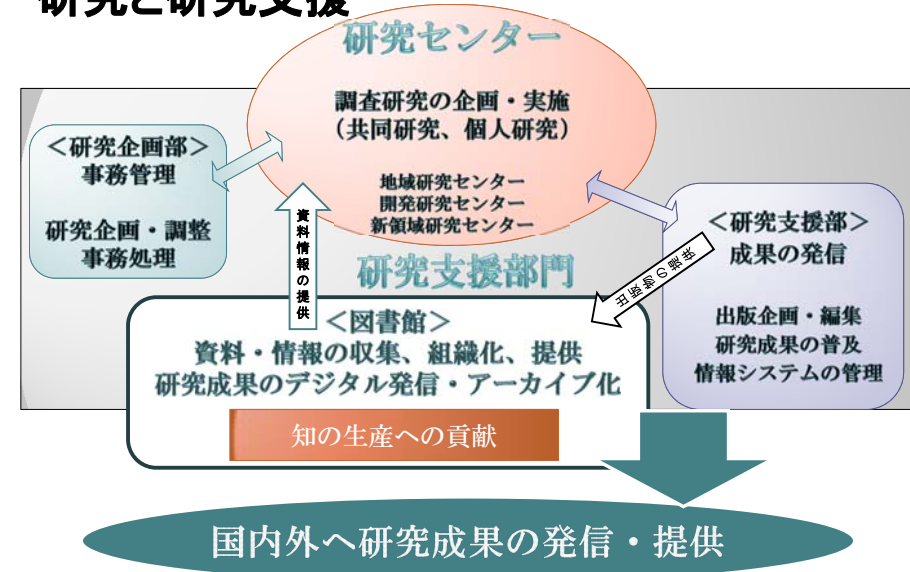 研究と研究支援
研究センター
調査研究の企画・実施
（共同研究、個人研究）
地域研究センター
開発研究センター
新領域研究センター
＜研究企画部＞
事務管理
研究企画・調整
事務処理
資料情報の提供
＜研究支援部＞
成果の発信
出版企画・編集
研究成果の普及
情報システムの管理
出版物の提供
研究支援部門
＜図書館＞
資料・情報の収集、組織化、提供
研究成果のデジタル発信・アーカイブ化
知の生産への貢献
国内外へ研究成果の発信・提供